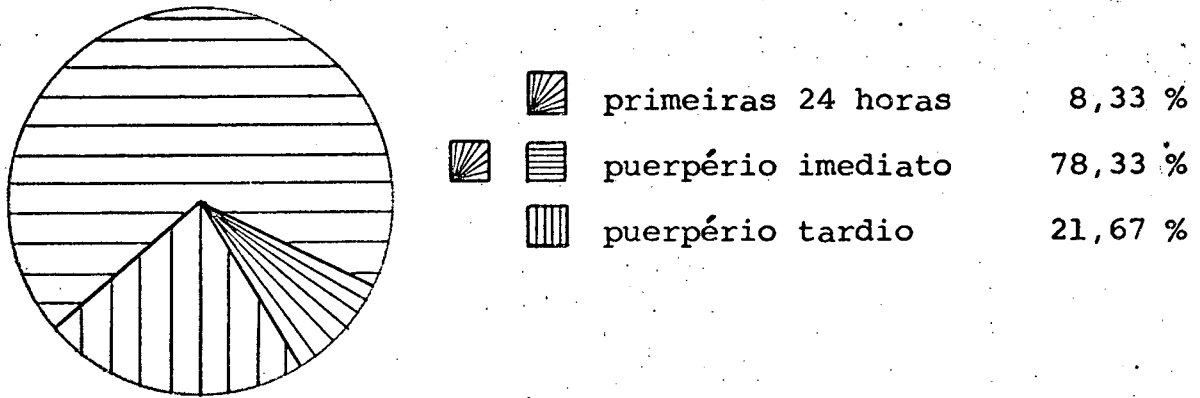 primeiras 24 horas 8,33 %
puerpério imediato 78,33 %
puerpério tardio 21,67 %